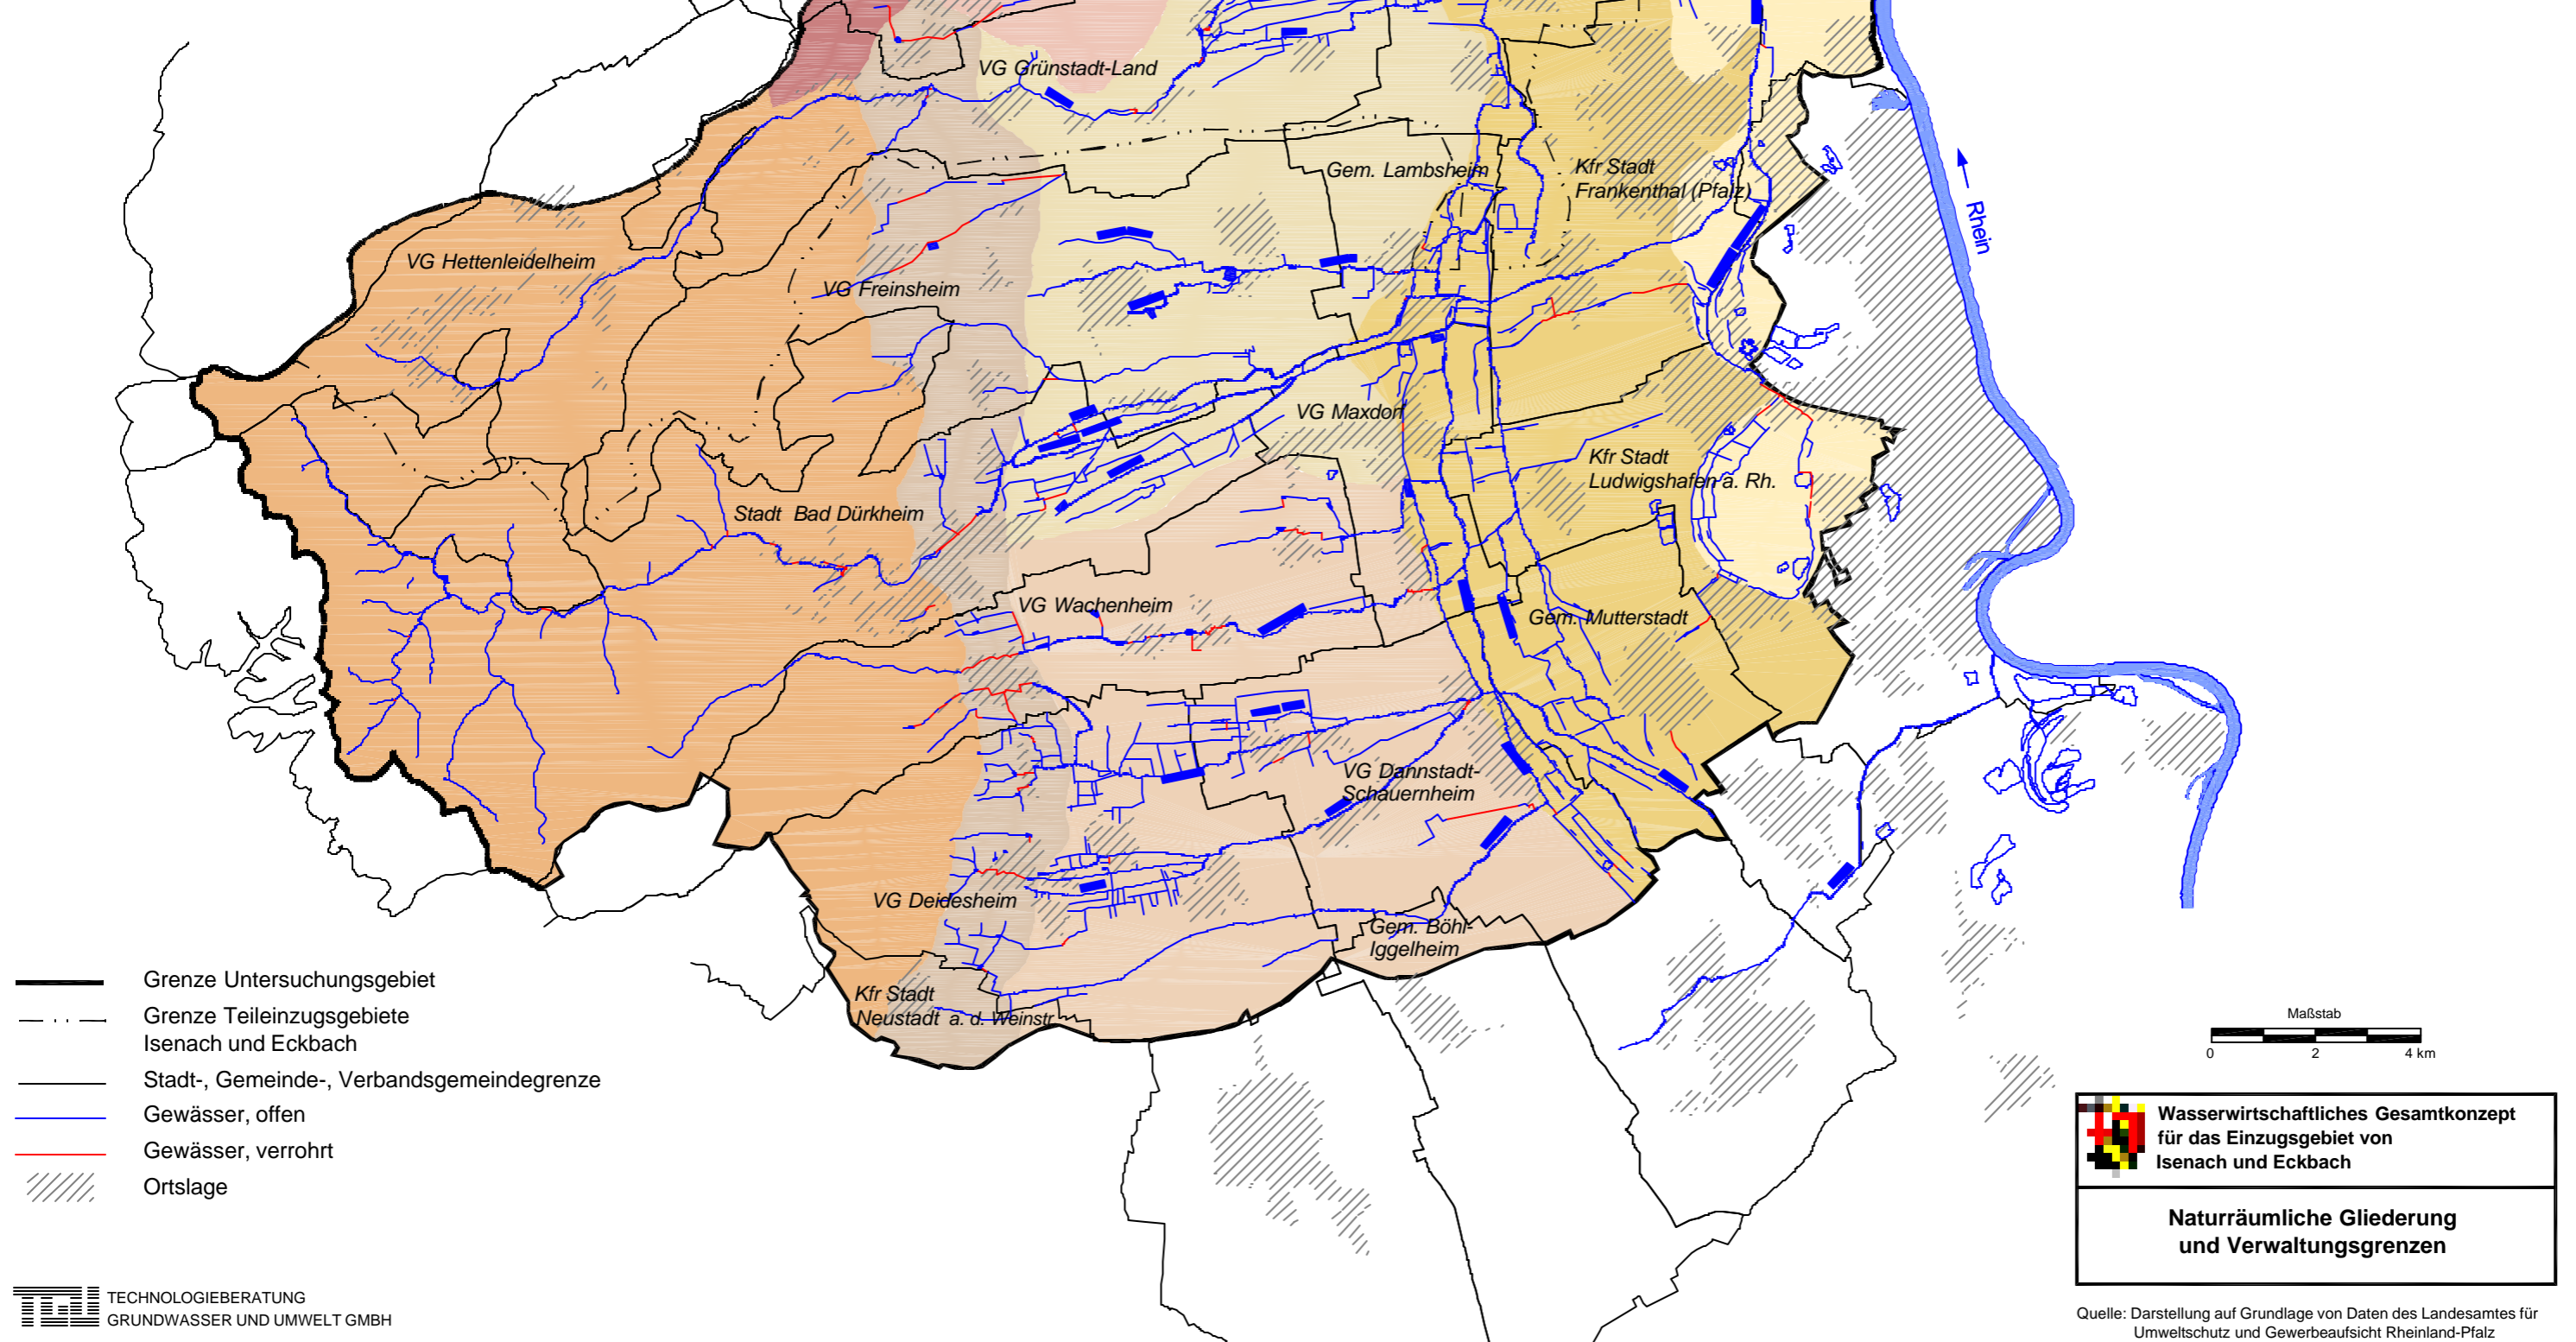 VG Grünstadt-Land
Gem. Lambsheim
Kfr Stadt
Frankenthal (Pfalz)
Rhein
VG Hettenleidelheim
VG Freinsheim
VG Maxdorf
Kfr Stadt
Ludwigshafen a. Rh.
Stadt Bad Dürkheim
VG Wachenheim
Gem. Mutterstadt
VG Dannstadt-
Schauernheim
VG Deidesheim
Gem. Böhl-
Iggelheim
Kfr Stadt
Neustadt a. d. Weinstr.
Grenze Untersuchungsgebiet
Grenze Teileinzugsgebiete
Isenach und Eckbach
Stadt-, Gemeinde-, Verbandsgemeindegrenze
Gewässer, offen
Gewässer, verrohrt
Ortslage
Maßstab
0 2 4 km
Wasserwirtschaftliches Gesamtkonzept
für das Einzugsgebiet von
Isenach und Eckbach
Naturräumliche Gliederung
und Verwaltungsgrenzen
TGU TECHNOLOGIEBERATUNG
GRUNDWASSER UND UMWELT GMBH
Quelle: Darstellung auf Grundlage von Daten des Landesamtes für
Umweltschutz und Gewerbeaufsicht Rheinland-Pfalz